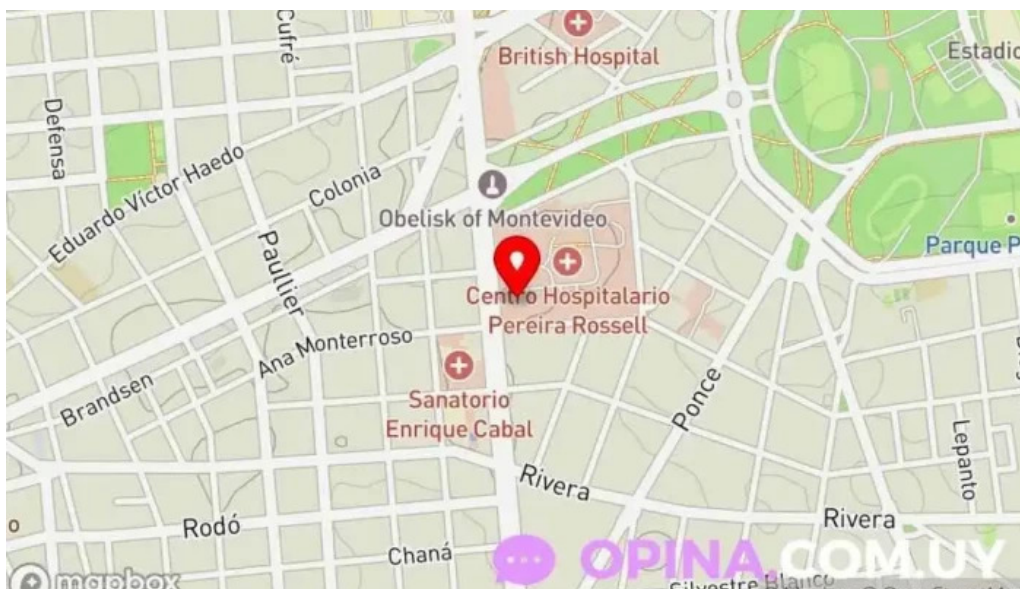 Cufré
British Hospital
Estadio
Defensa
Eduardo Víctor Haedo
Colonia
Obelisk of Montevideo
Paullier
Parque P
Centro Hospitalario
Pereira Rossell
Ana Monterroso
Brandsen
Sanatorio
Enrique Cabal
Ponce
Lepanto
Rivera
Rivera
o
Rodó
Chaná
OPINA.COM.UY
Silvestre Blanco
mapbox